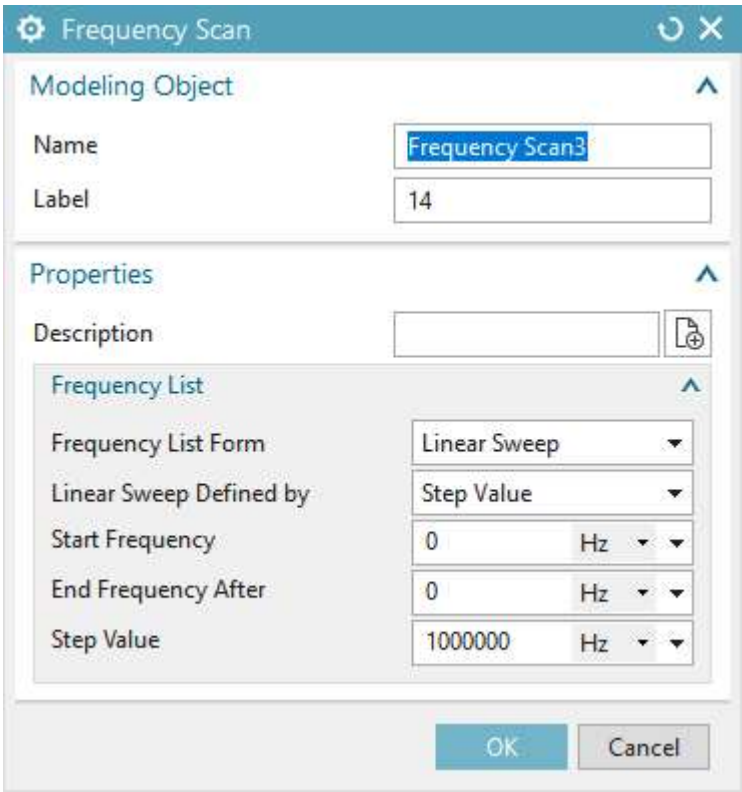 Frequency Scan
Modeling Object
Name Frequency Scan3
Label 14
Properties
Description
Frequency List
Frequency List Form Linear Sweep
Linear Sweep Defined by Step Value
Start Frequency 0 Hz
End Frequency After 0 Hz
Step Value 1000000 Hz
OK Cancel